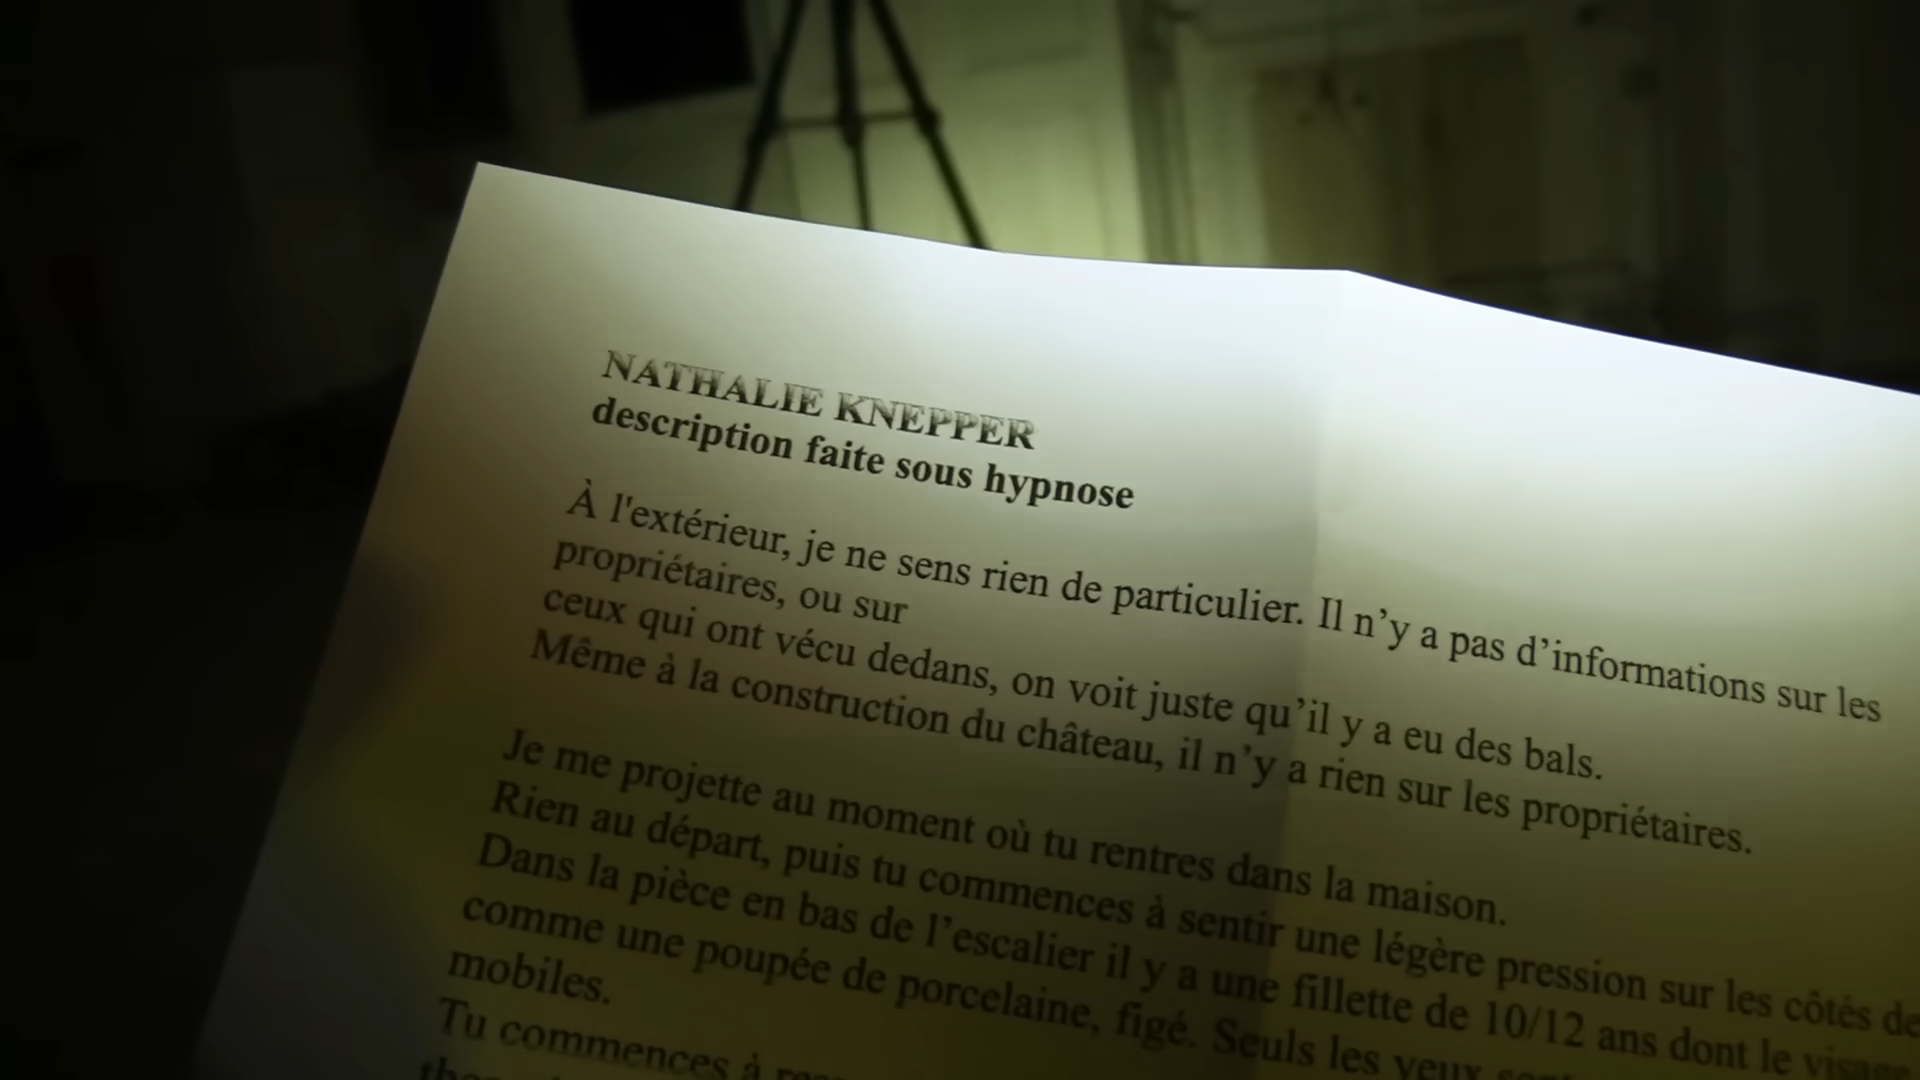 NATHALIE KNEPPER
description faite sous hypnose
À l'extérieur, je ne sens rien de particulier. Il n’y a pas d’informations sur les
propriétaires, ou sur
ceux qui ont vécu dedans, on voit juste qu’il y a eu des bals.
Même à la construction du château, il n’y a rien sur les propriétaires.
Je me projette au moment où tu rentres dans la maison.
Rien au départ, puis tu commences à sentir une légère pression sur les côtés de
Dans la pièce en bas de l’escalier il y a une fillette de 10/12 ans dont le visage
comme une poupée de porcelaine, figé. Seuls les yeux sont
mobiles.
Tu commences à